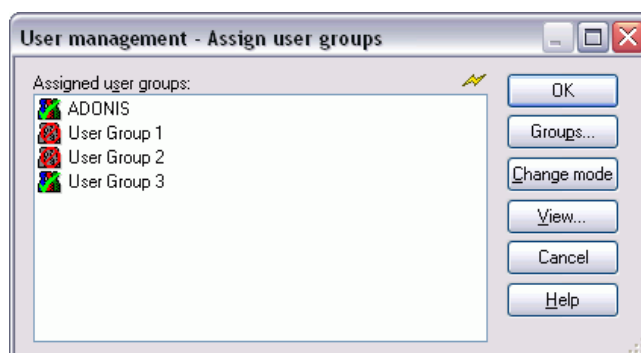 User management - Assign user groups
Assigned user groups:
ADONIS
User Group 1
User Group 2
User Group 3
OK
Groups...
Change mode
View...
Cancel
Help